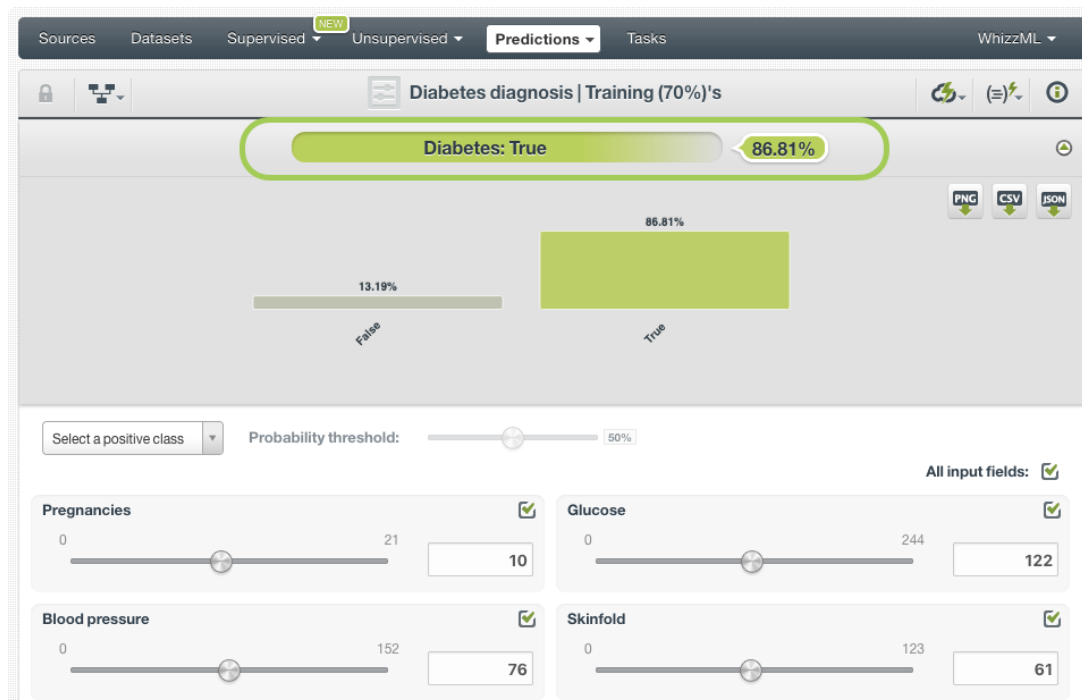 NEW
Sources Datasets Supervised Unsupervised Predictions Tasks WhizzML
Diabetes diagnosis | Training (70%)'s
Diabetes: True 86.81%
PNG CSV JSON
86.81%
13.19%
False True
Select a positive class Probability threshold: 50%
All input fields:
Pregnancies Glucose
0 21 0 244
10 122
Blood pressure Skinfold
0 152 0 123
76 61